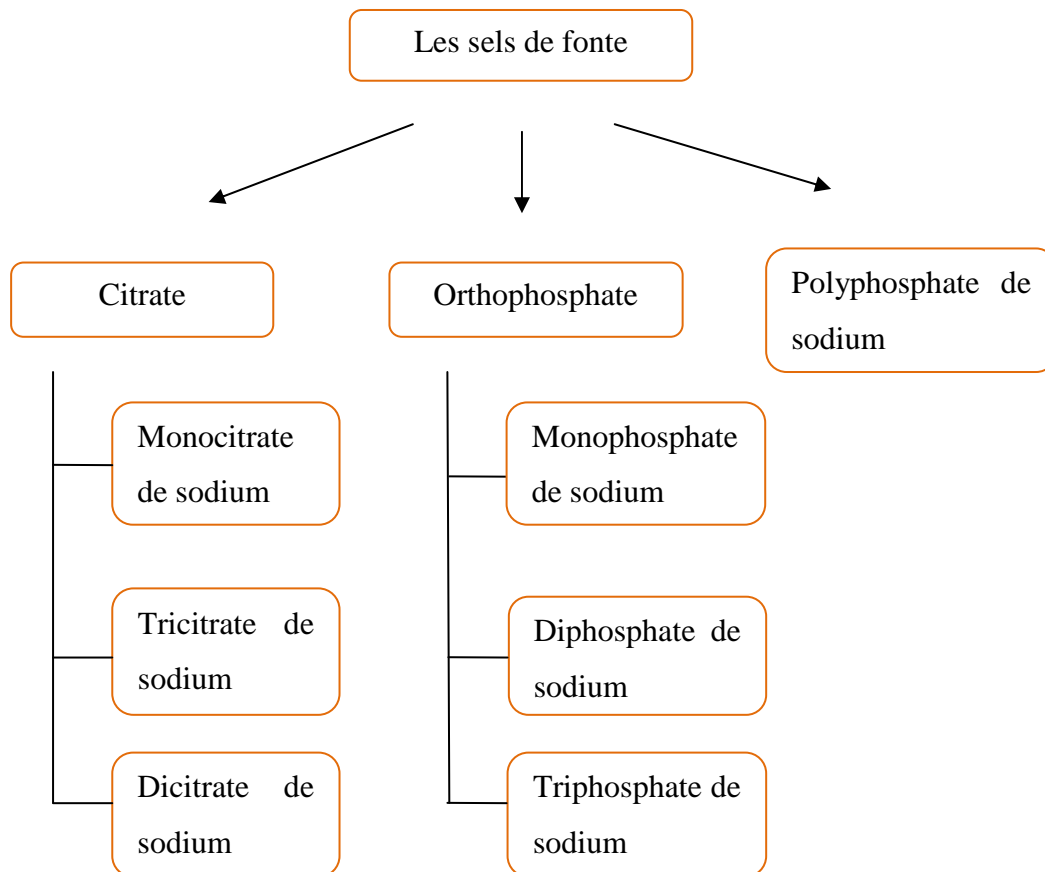 Les sels de fonte
Citrate
Orthophosphate
Polyphosphate de
sodium
Monocitrate
de sodium
Tricitrate de
sodium
Dicitrate de
sodium
Monophosphate
de sodium
Diphosphate de
sodium
Triphosphate de
sodium